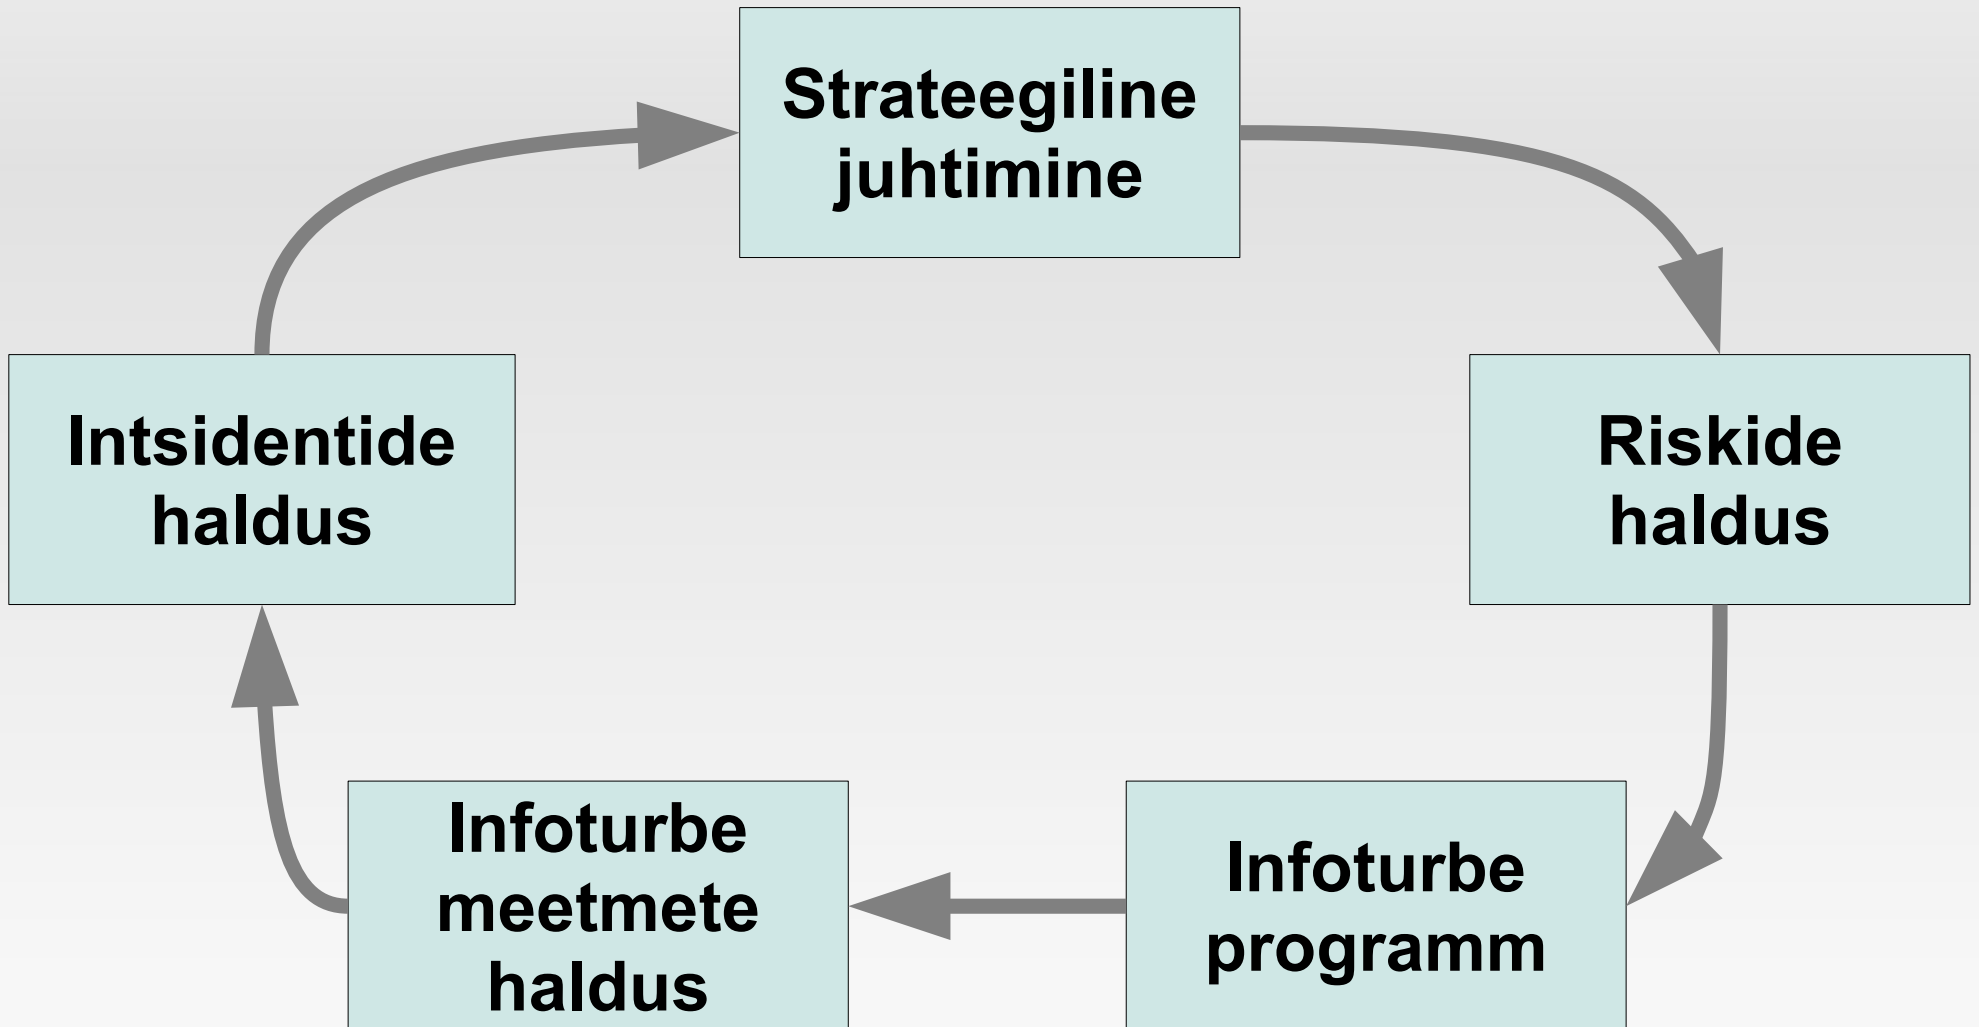 Strateegiline
juhtimine
Riskide
haldus
Infoturbe
programm
Infoturbe
meetmete
haldus
Intsidentide
haldus